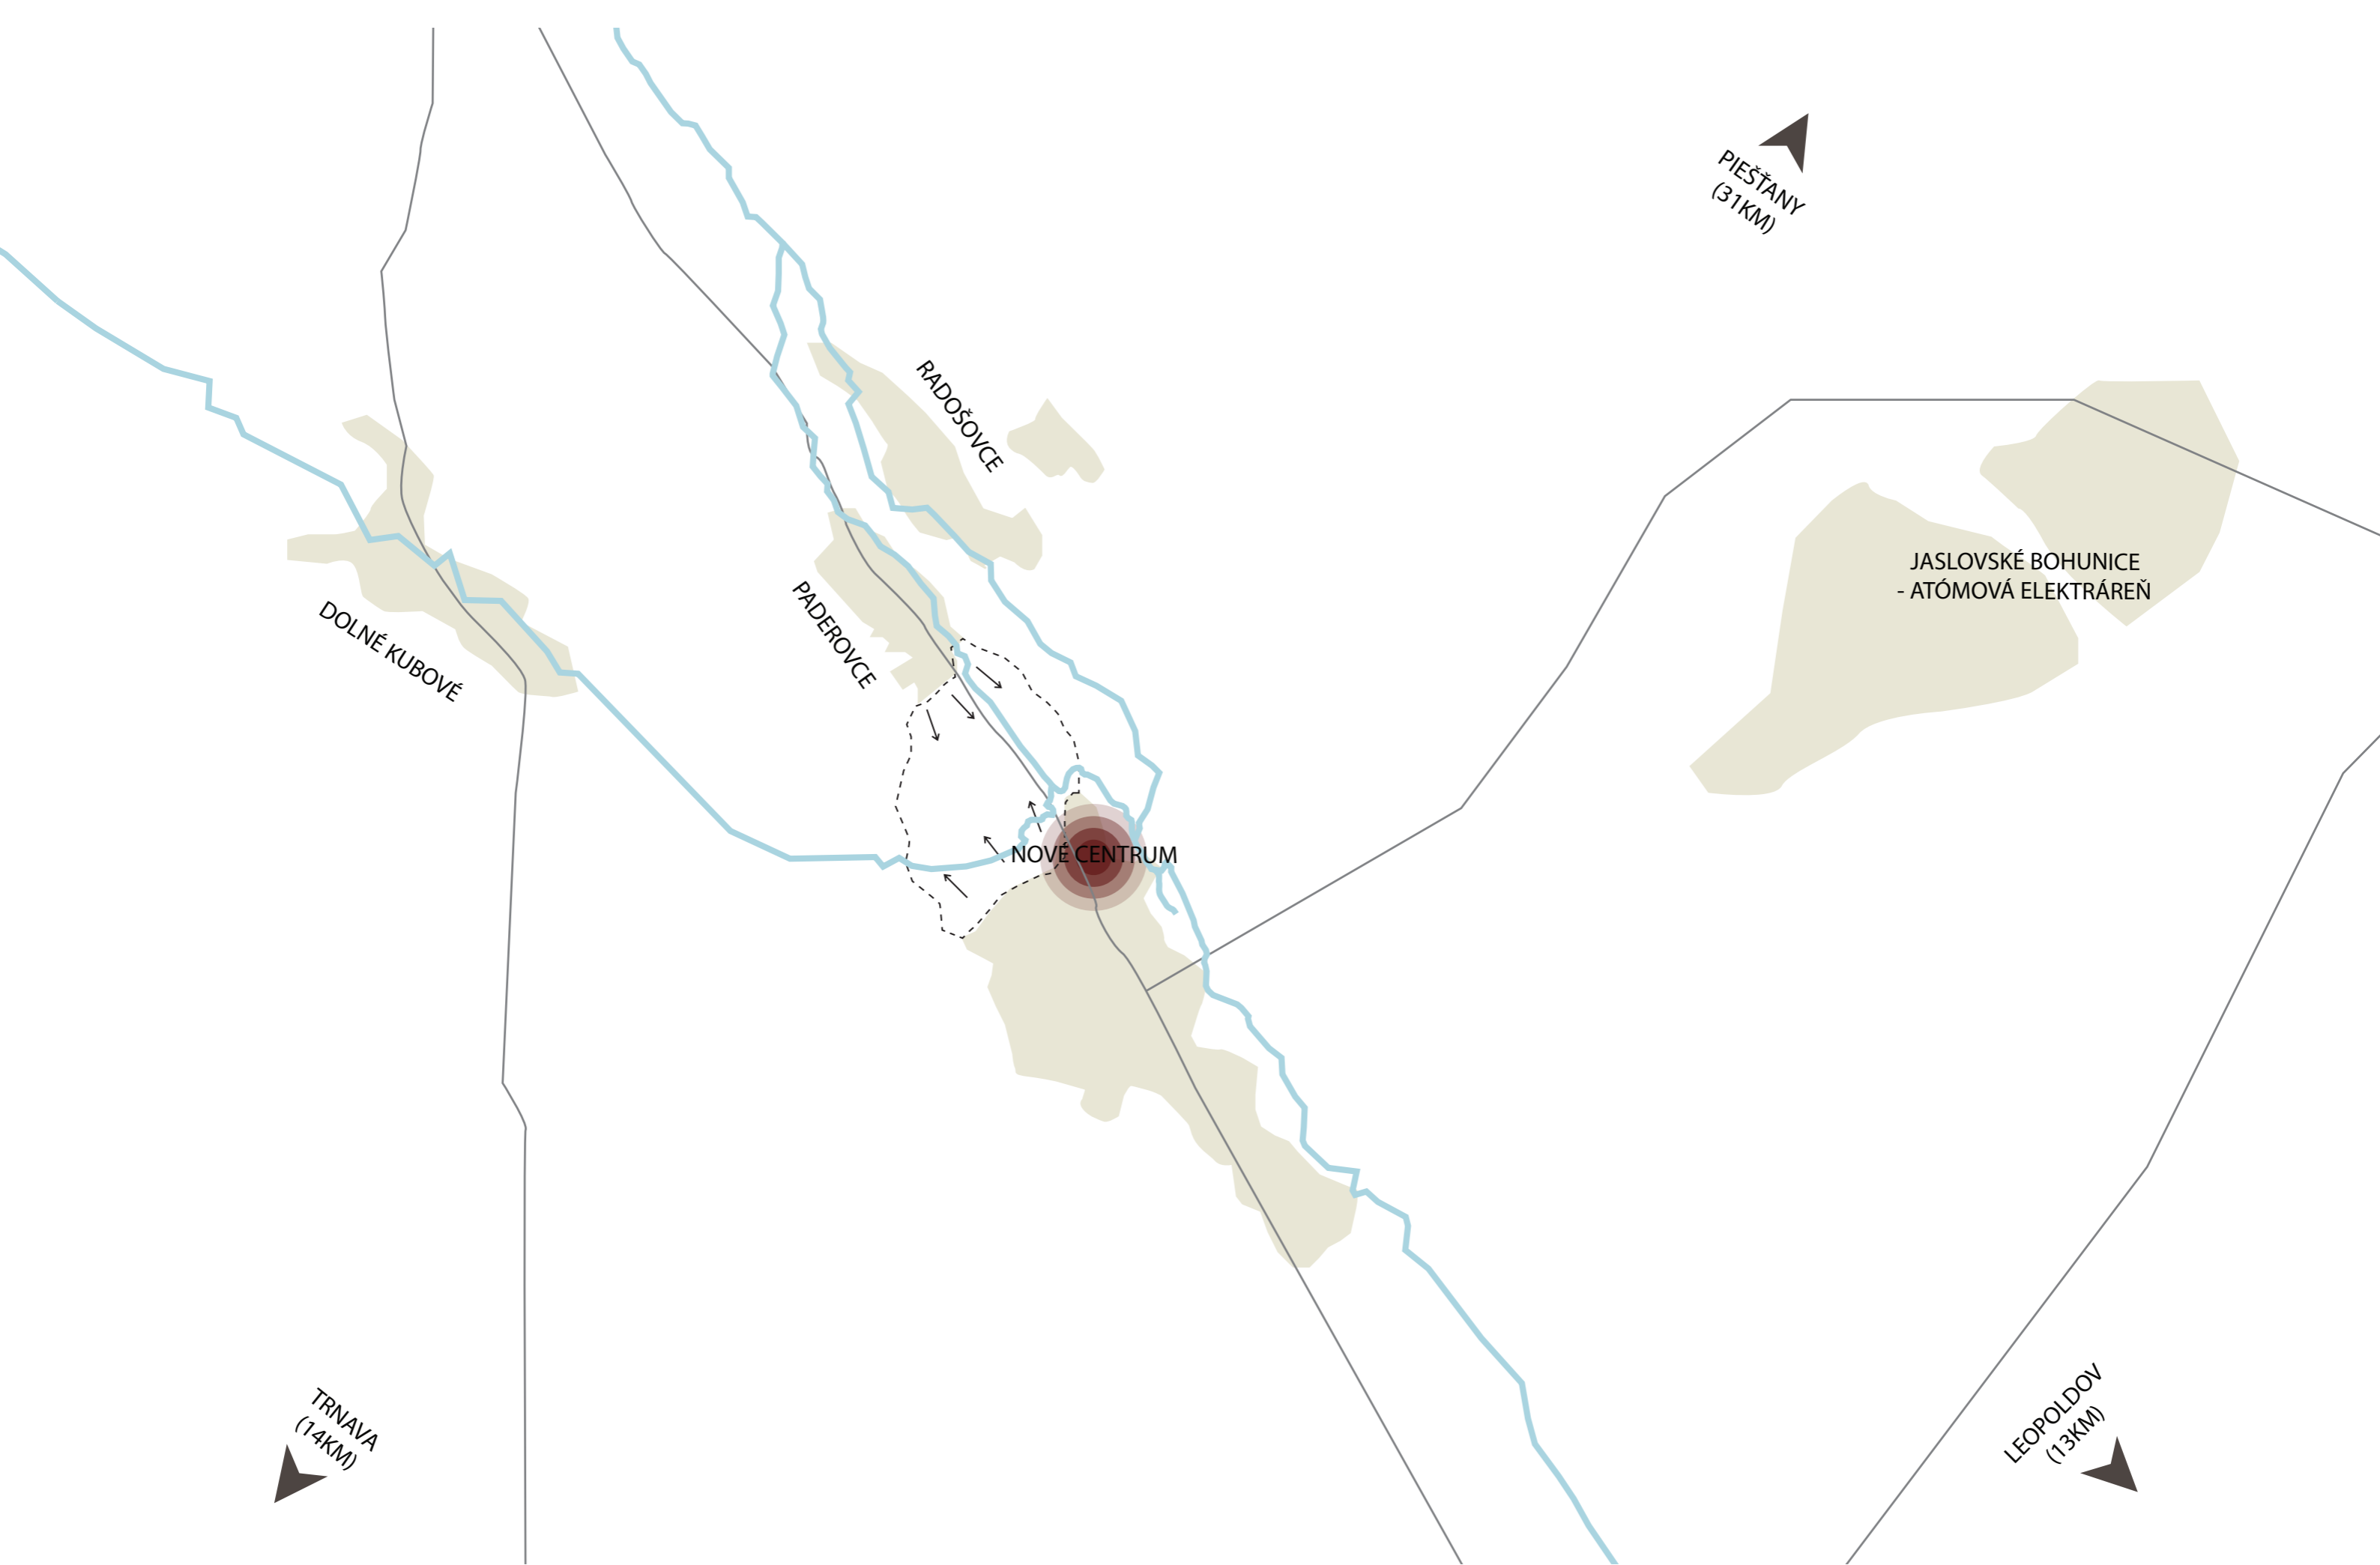 PIEŠŤANY
(31KM)
RADOŠOVCE
JASLOVSKÉ BOHUNICE
- ATÓMOVÁ ELEKTRÁREŇ
PADEROVCE
DOLNÉ KUBOVÉ
NOVÉ CENTRUM
TRNAVA
(14KM)
LEOPOLDOV
(13KM)